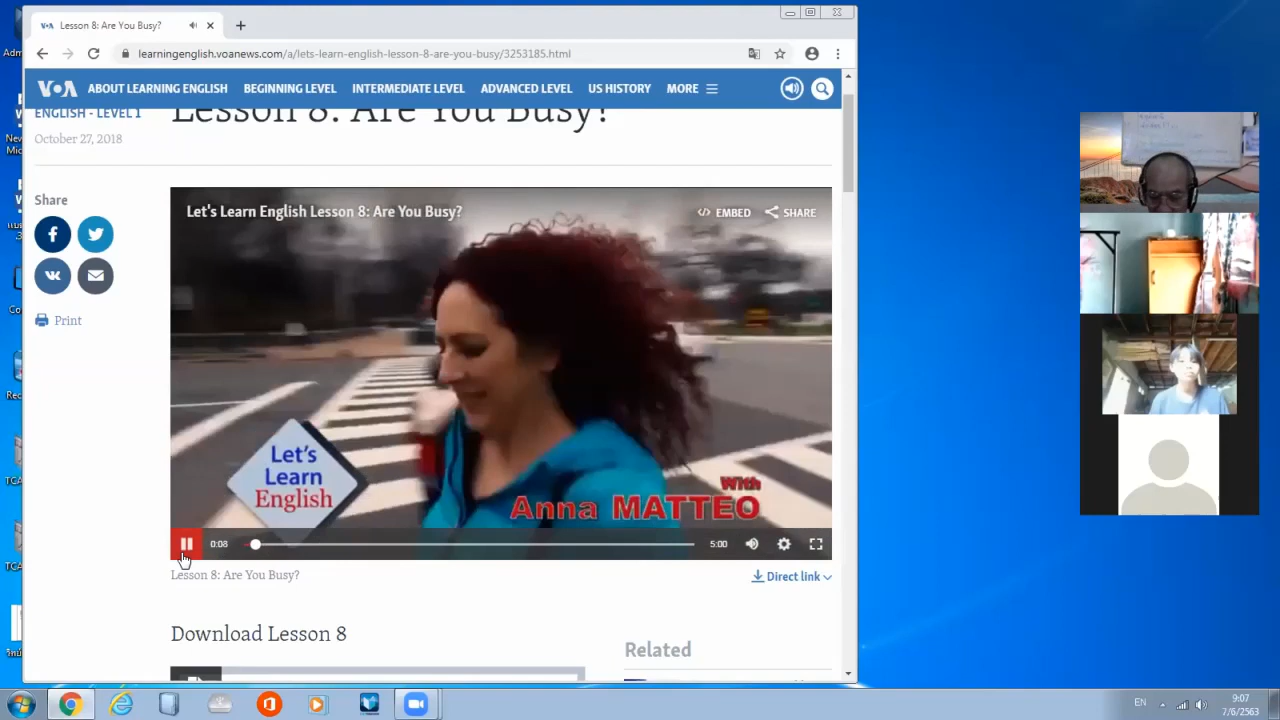 Lesson 8: Are You Busy?
learningenglish.voanews.com/a/lets-learn-english-lesson-8-are-you-busy/3253185.html
VOA ABOUT LEARNING ENGLISH BEGINNING LEVEL INTERMEDIATE LEVEL ADVANCED LEVEL US HISTORY MORE
ENGLISH - LEVEL 1
Lesson 8: Are You Busy?
October 27, 2018
Share
Print
Let's Learn English Lesson 8: Are You Busy?
EMBED SHARE
Let's
Learn
English
With
Anna MATTEO
0:08
5:00
Lesson 8: Are You Busy?
Direct link
Download Lesson 8
Related
EN
9:07
7/6/2563